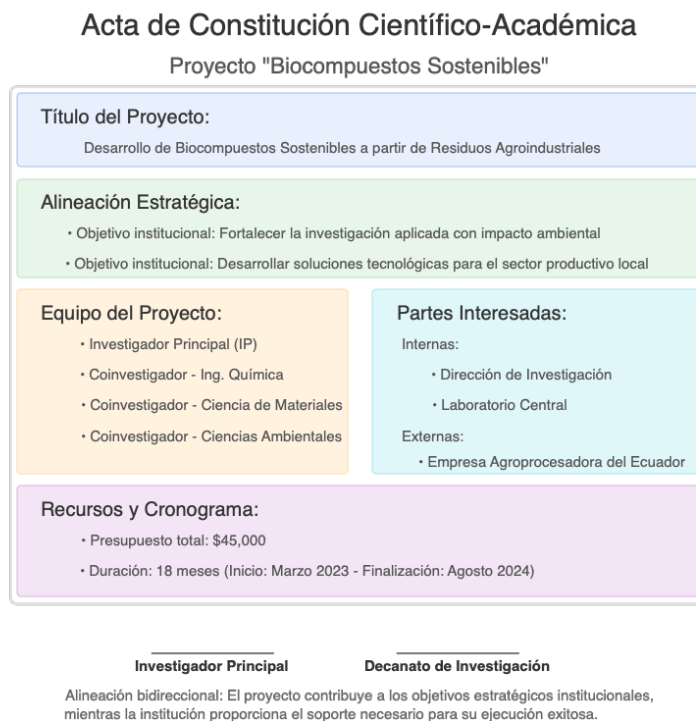 Acta de Constitución Científico-Académica
Proyecto "Biocompuestos Sostenibles"
Título del Proyecto:
Desarrollo de Biocompuestos Sostenibles a partir de Residuos Agroindustriales
Alineación Estratégica:
• Objetivo institucional: Fortalecer la investigación aplicada con impacto ambiental
• Objetivo institucional: Desarrollar soluciones tecnológicas para el sector productivo local
Equipo del Proyecto:
• Investigador Principal (IP)
• Coinvestigador - Ing. Química
• Coinvestigador - Ciencia de Materiales
• Coinvestigador - Ciencias Ambientales
Partes Interesadas:
Internas:
• Dirección de Investigación
• Laboratorio Central
Externas:
• Empresa Agroprocesadora del Ecuador
Recursos y Cronograma:
• Presupuesto total: $45,000
• Duración: 18 meses (Inicio: Marzo 2023 - Finalización: Agosto 2024)
Investigador Principal
Decanato de Investigación
Alineación bidireccional: El proyecto contribuye a los objetivos estratégicos institucionales,
mientras la institución proporciona el soporte necesario para su ejecución exitosa.